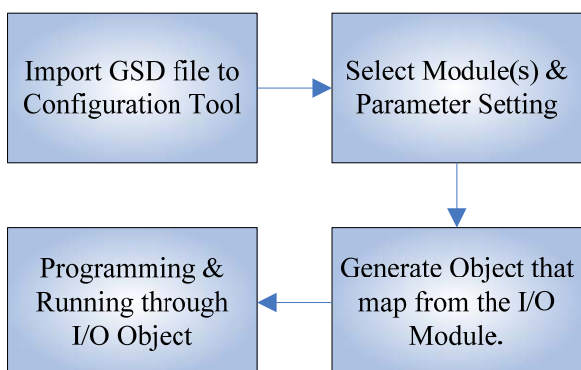 Import GSD file to
Configuration Tool
Select Module(s) &
Parameter Setting
Generate Object that
map from the I/O
Module.
Programming &
Running through
I/O Object